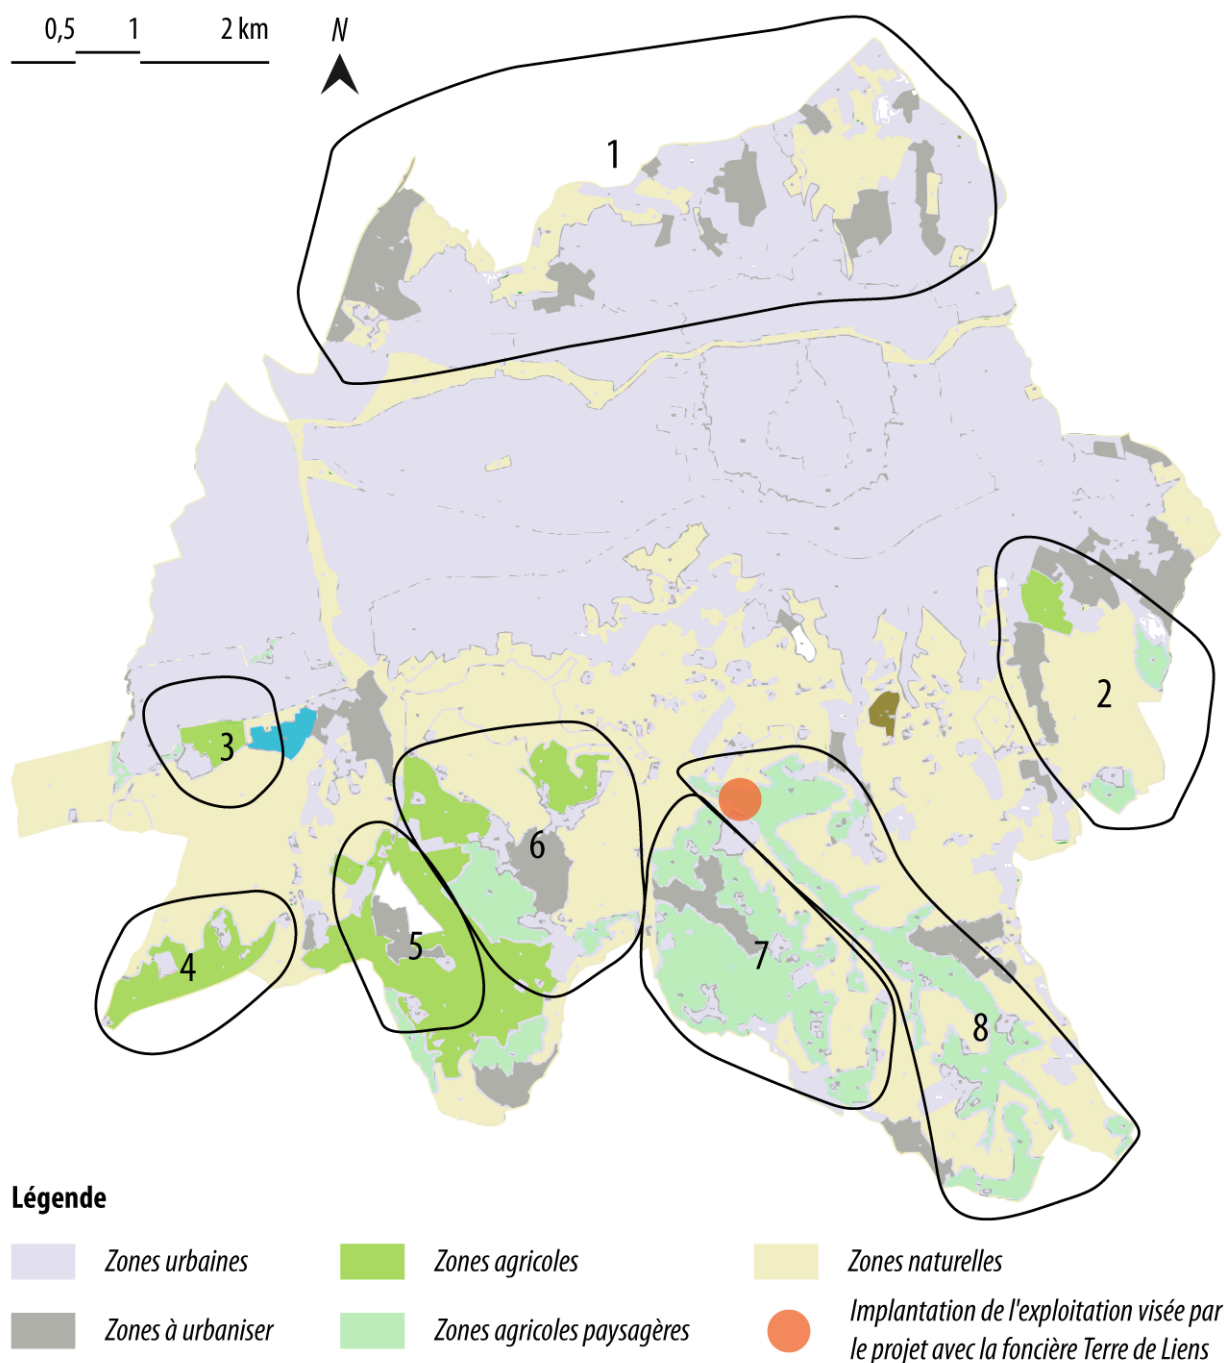 0,5 1 2 km
N
1
2
3
6
5
7
4
8
Légende
Zones urbaines
Zones agricoles
Zones naturelles
Zones à urbaniser
Zones agricoles paysagères
Implantation de l'exploitation visée par
le projet avec la foncière Terre de Liens